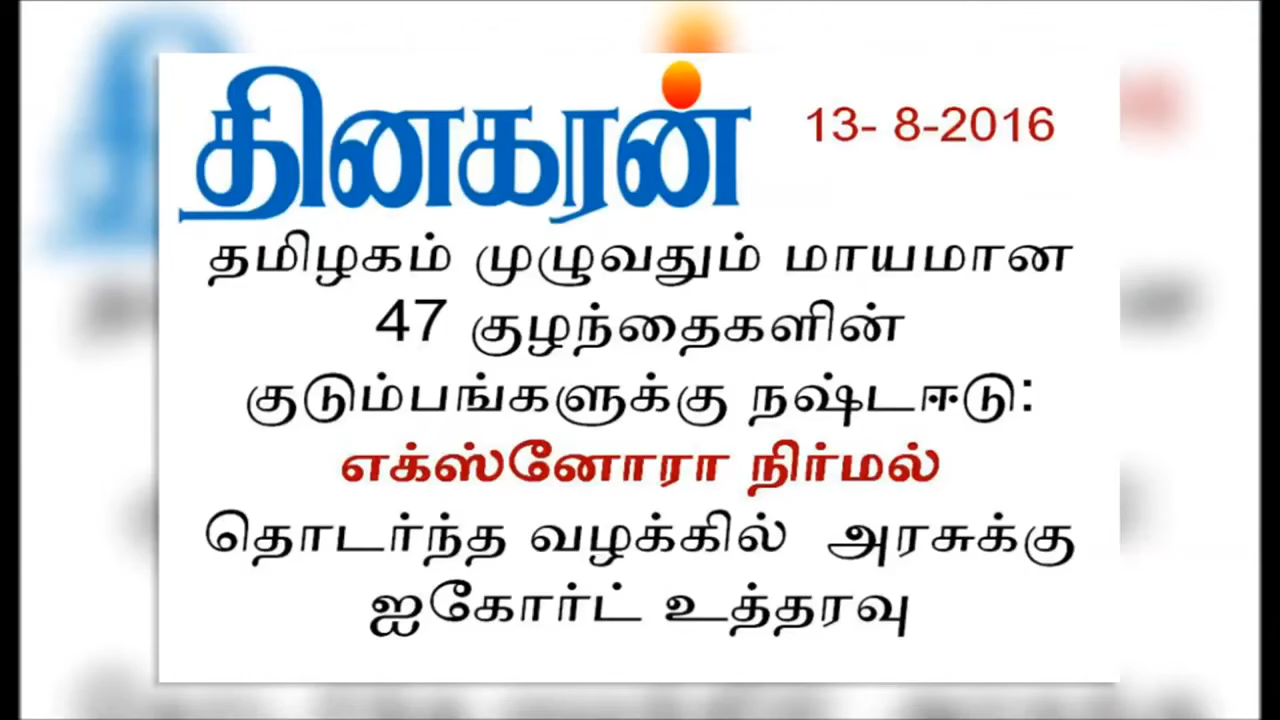 தினகரன்
13- 8-2016
தமிழகம் முழுவதும் மாயமான
47 குழந்தைகளின்
குடும்பங்களுக்கு நஷ்டஈடு:
எக்ஸ்னோரா நிர்மல்
தொடர்ந்த வழக்கில் அரசுக்கு
ஐகோர்ட் உத்தரவு